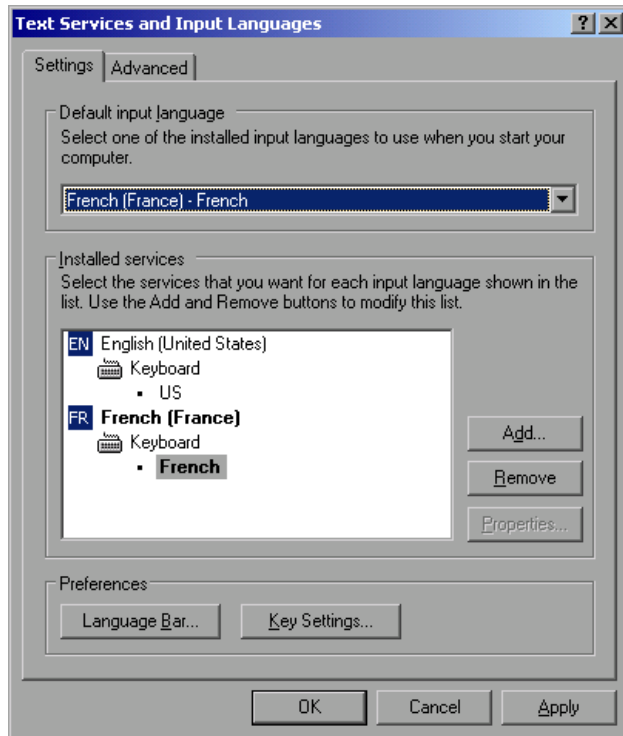 Text Services and Input Languages
Settings
Advanced
Default input language
Select one of the installed input languages to use when you start your
computer.
French (France) - French
Installed services
Select the services that you want for each input language shown in the
list. Use the Add and Remove buttons to modify this list.
EN English (United States)
Keyboard
• US
FR French (France)
Keyboard
• French
Add...
Remove
Properties...
Preferences
Language Bar...
Key Settings...
OK
Cancel
Apply